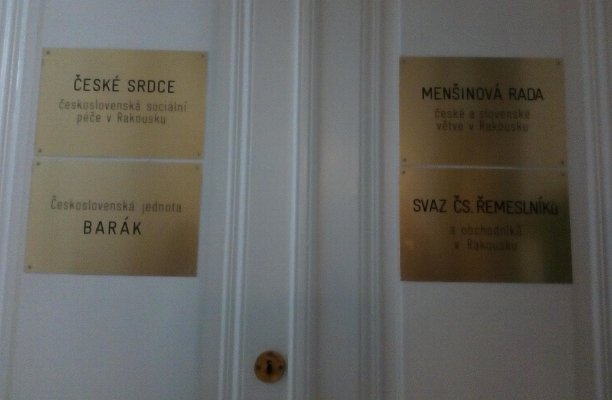 ČESKÉ SRDCE
československá sociální
péče v Rakousku
Československá jednota
BARÁK
MENŠINOVÁ RADA
české a slovenské
větve v Rakousku
SVAZ ČS. ŘEMESLNÍKŮ
a obchodníků
v Rakousku